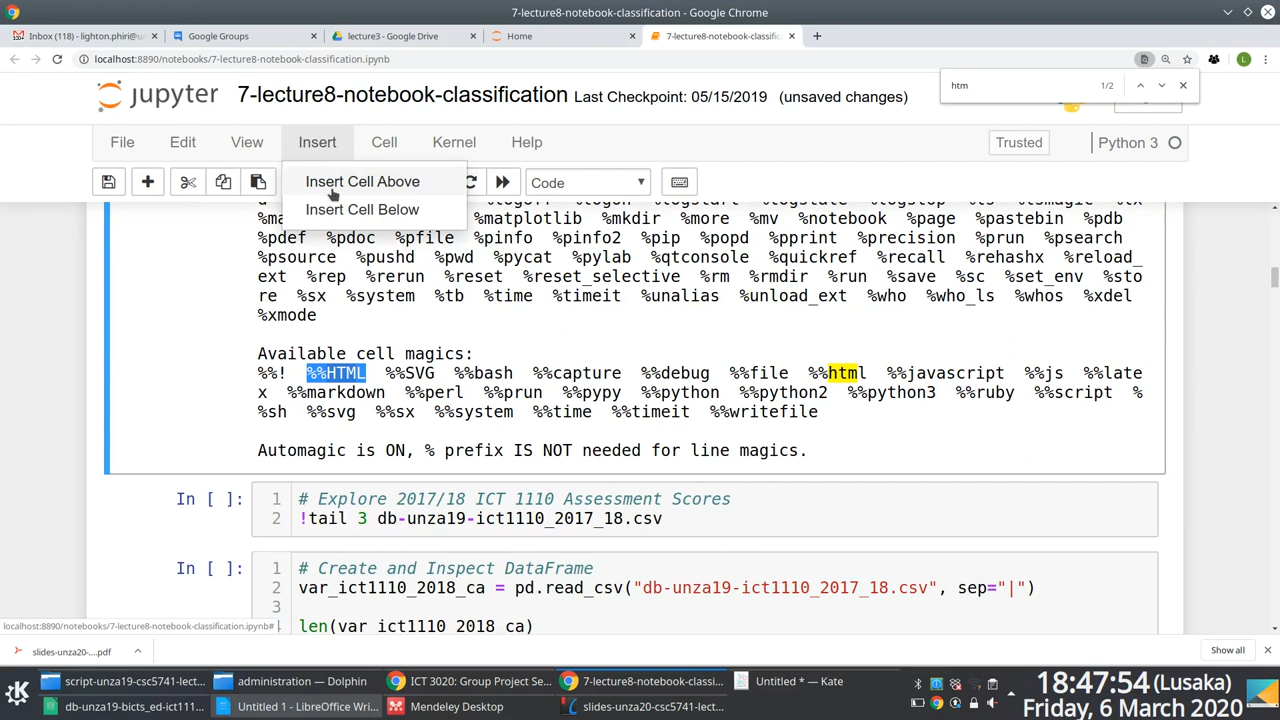 7-lecture8-notebook-classification - Google Chrome
Inbox (118) - lighton.phiri@un
Google Groups
lecture3 - Google Drive
Home
7-lecture8-notebook-classific
localhost:8890/notebooks/7-lecture8-notebook-classification.ipynb
L
htm 1/2
jupyter 7-lecture8-notebook-classification Last Checkpoint: 05/15/2019 (unsaved changes)
File Edit View Insert Cell Kernel Help Trusted Python 3
Insert Cell Above
Insert Cell Below
Code
%matplotlib %mkdir %more %mv %notebook %page %pastebin %pdb
%pdef %pdoc %pfile %pinfo %pinfo2 %pip %popd %pprint %precision %prun %psearch
%psource %pushd %pwd %pycat %pylab %qtconsole %quickref %recall %rehashx %reload_
ext %rep %rerun %reset %reset_selective %rm %rmdir %run %save %sc %set_env %sto
re %sx %system %tb %time %timeit %unalias %unload_ext %who %who_ls %whos %xdel
%xmode
Available cell magics:
%%! %%HTML %%SVG %%bash %%capture %%debug %%file %%html %%javascript %%js %%late
x %%markdown %%perl %%prun %%pypy %%python %%python2 %%python3 %%ruby %%script %
%sh %%svg %%sx %%system %%time %%timeit %%writefile
Automagic is ON, % prefix IS NOT needed for line magics.
In [ ]: 1 # Explore 2017/18 ICT 1110 Assessment Scores
2 !tail 3 db-unza19-ict1110_2017_18.csv
In [ ]: 1 # Create and Inspect DataFrame
2 var_ict1110_2018_ca = pd.read_csv("db-unza19-ict1110_2017_18.csv", sep="|")
3
len(var_ict1110_2018_ca)
localhost:8890/notebooks/7-lecture8-notebook-classification.ipynb#
slides-unza20-....pdf
Show all
script-unza20-csc5741-lect...
administration — Dolphin
ICT 3020: Group Project Se...
7-lecture8-notebook-classi...
Untitled * — Kate
18:47:54 (Lusaka)
db-unza19-bicts_ed-ict111...
Untitled 1 - LibreOffice Wri...
Mendeley Desktop
slides-unza20-csc5741-lect...
Friday, 6 March 2020